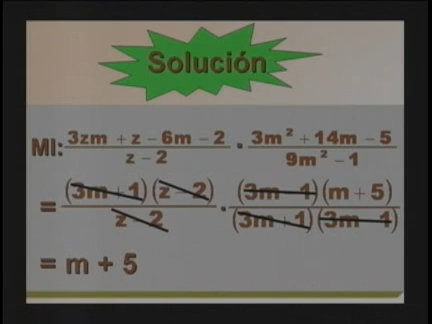 Solución
MI: 3zm + z - 6m - 2 / z - 2 · 3m² + 14m - 5 / 9m² - 1
= (3m + 1)(z - 2) / z - 2 · (3m - 1)(m + 5) / (3m + 1)(3m - 1)
= m + 5